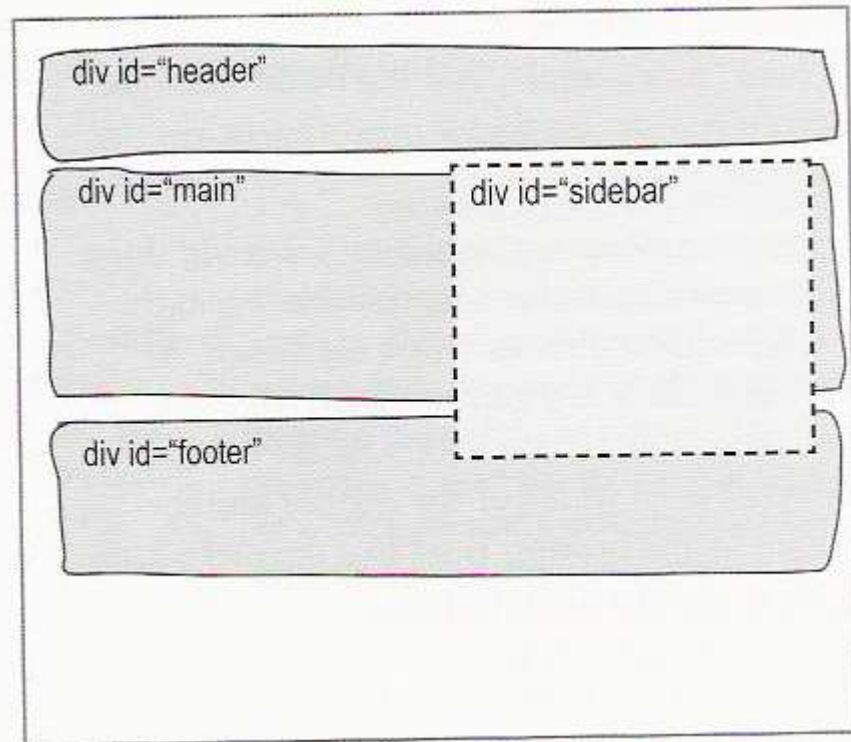 div id=“header”
div id=“main”
div id=“sidebar”
div id=“footer”